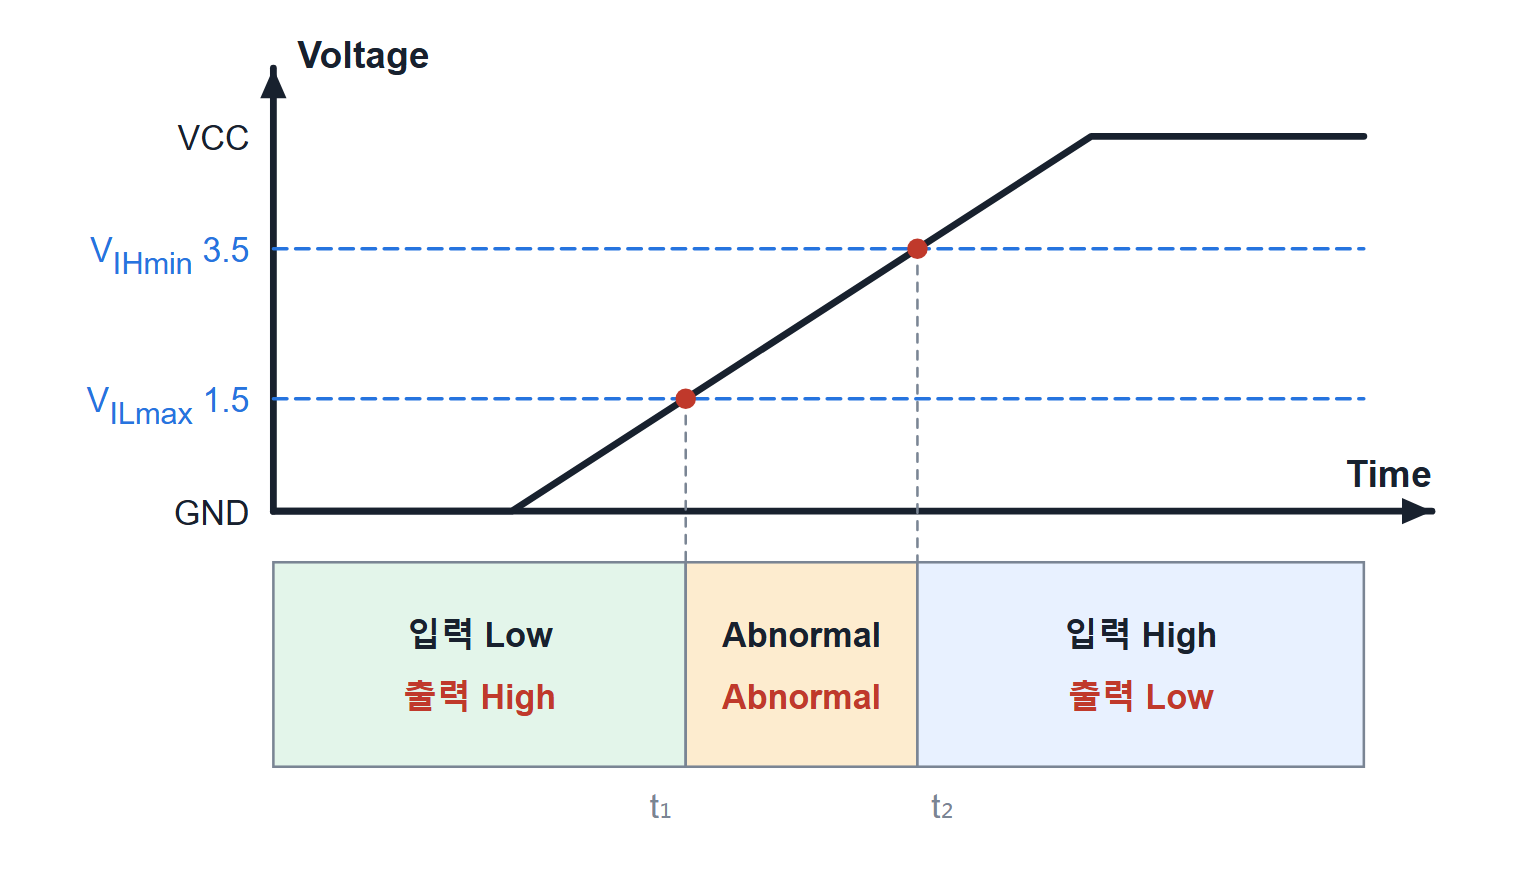 Voltage
VCC
VIHmin 3.5
VILmax 1.5
Time
GND
입력 Low
출력 High
Abnormal
Abnormal
입력 High
출력 Low
t1
t2